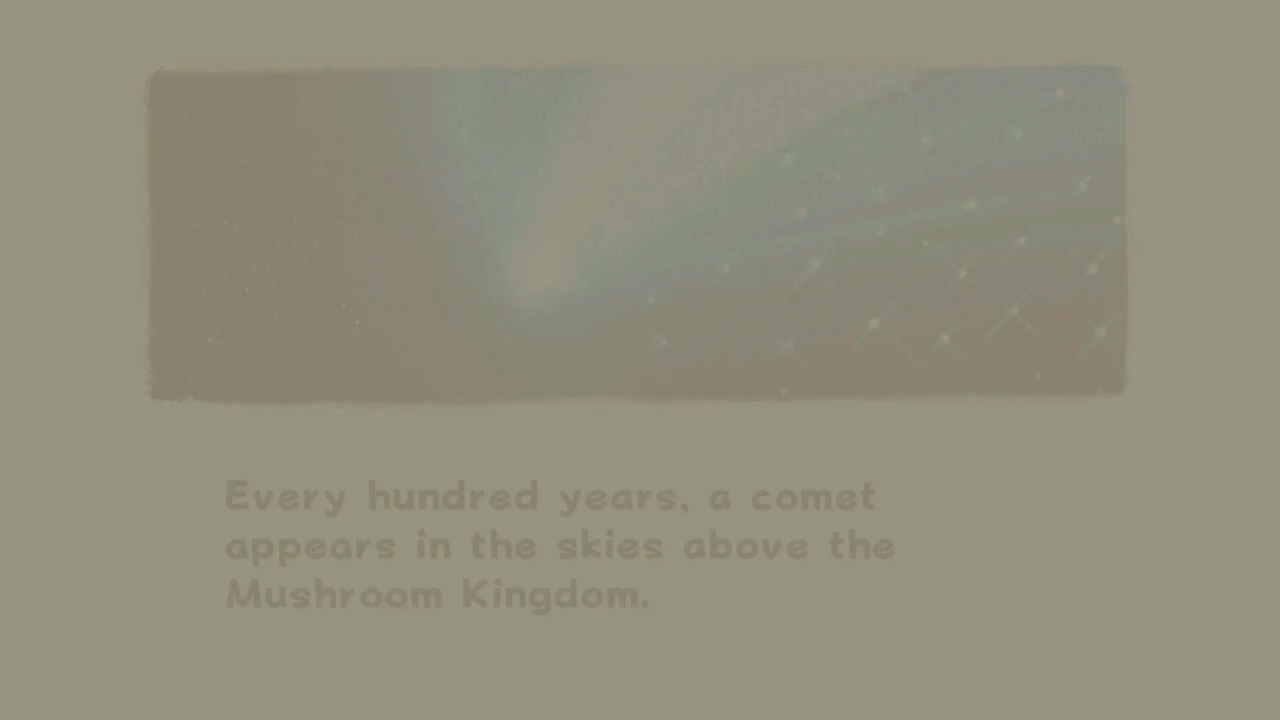 Every hundred years, a comet
appears in the skies above the
Mushroom Kingdom.